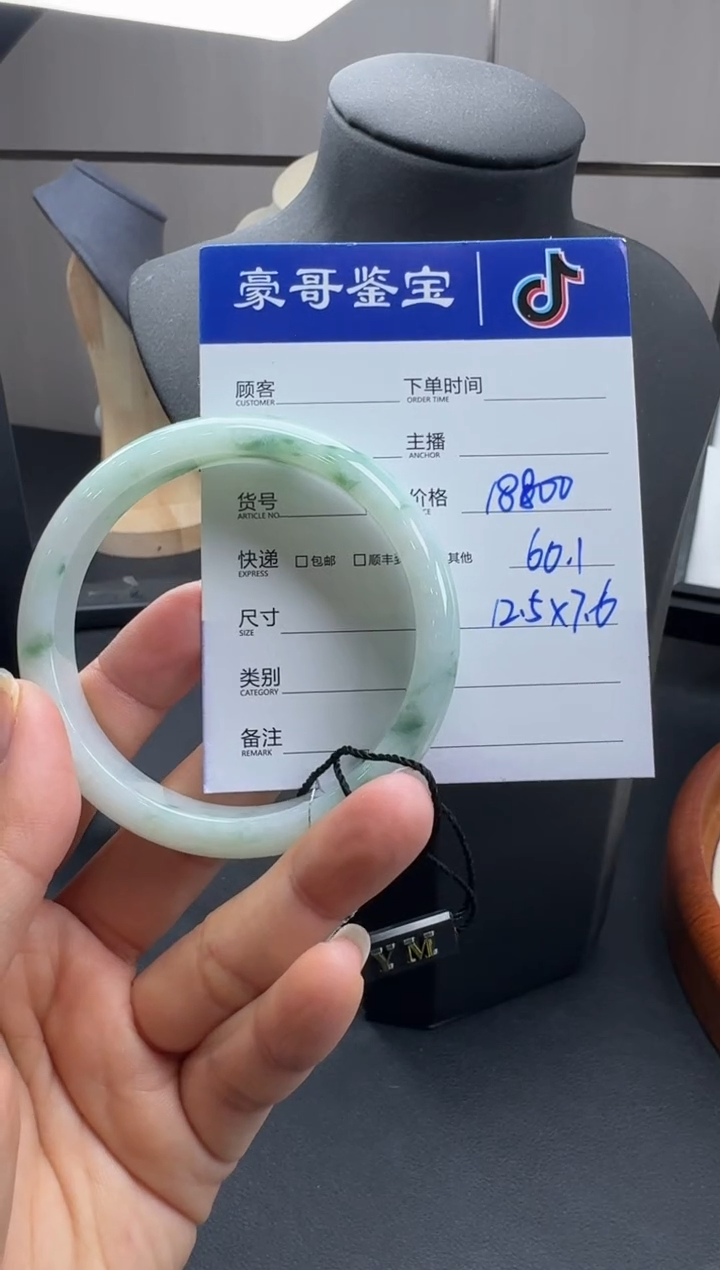 豪哥鉴宝
顾客 下单时间
CUSTOMER ORDER TIME
主播
ANCHOR
货号 价格 18800
ARTICLE NO
快递 包邮 其他 60.1
EXPRESS
尺寸 12.5×7.6
SIZE
类别
CATEGORY
备注
REMARK
YM